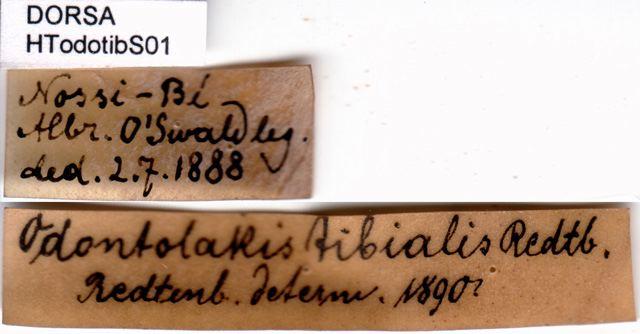 DORSA
HTodotibS01
Nossi-Bé
Albr. O'Swald leg.
ded. 2.7.1888
Odontolakis tibialis Redtb.
Redtenb. determ. 1890?